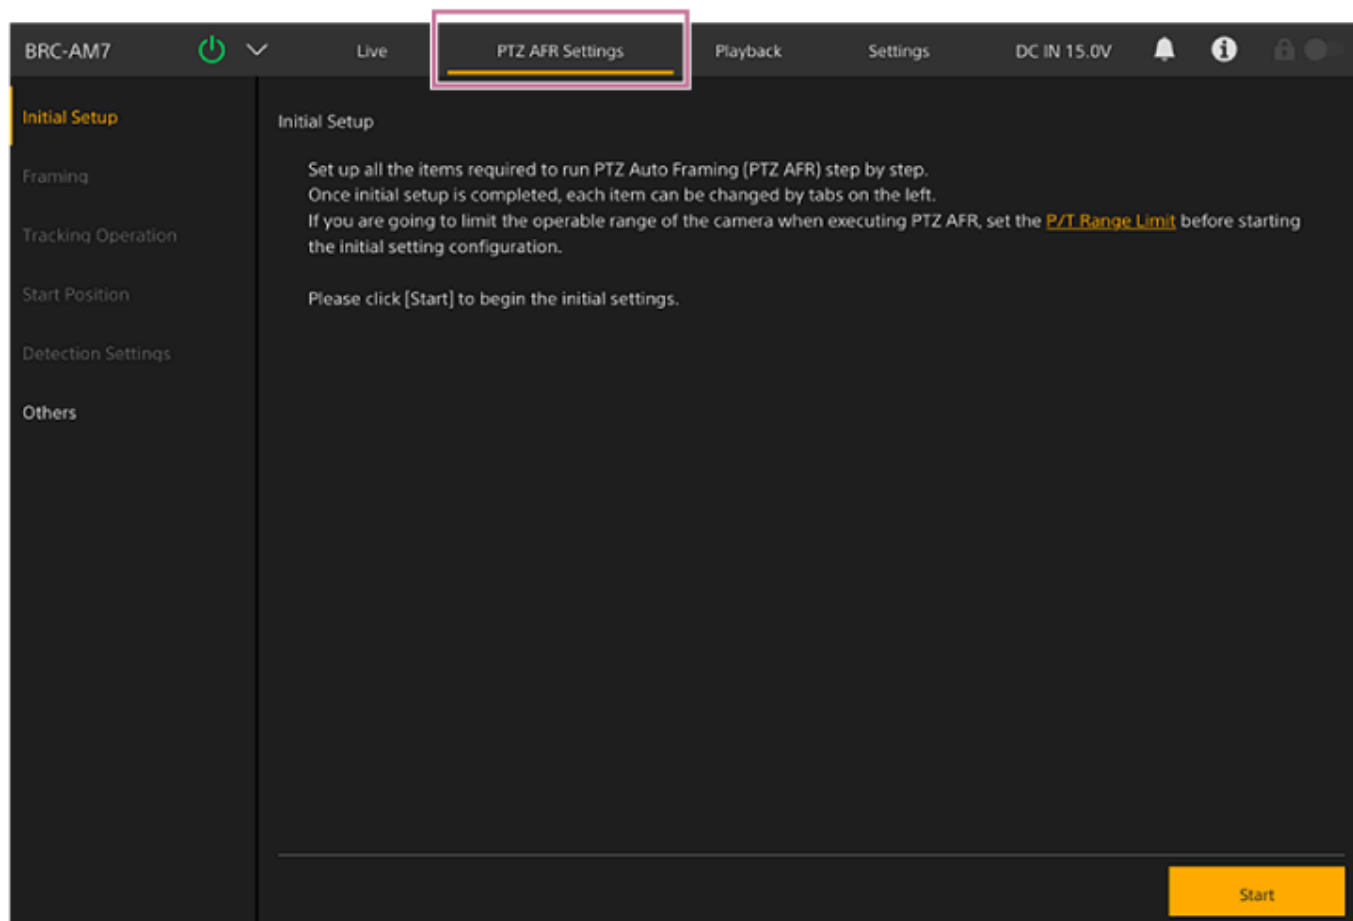 BRC-AM7 Live PTZ AFR Settings Playback Settings DC IN 15.0V
Initial Setup
Framing
Tracking Operation
Start Position
Detection Settings
Others
Initial Setup
Set up all the items required to run PTZ Auto Framing (PTZ AFR) step by step.
Once initial setup is completed, each item can be changed by tabs on the left.
If you are going to limit the operable range of the camera when executing PTZ AFR, set the P/T Range Limit before starting
the initial setting configuration.
Please click [Start] to begin the initial settings.
Start